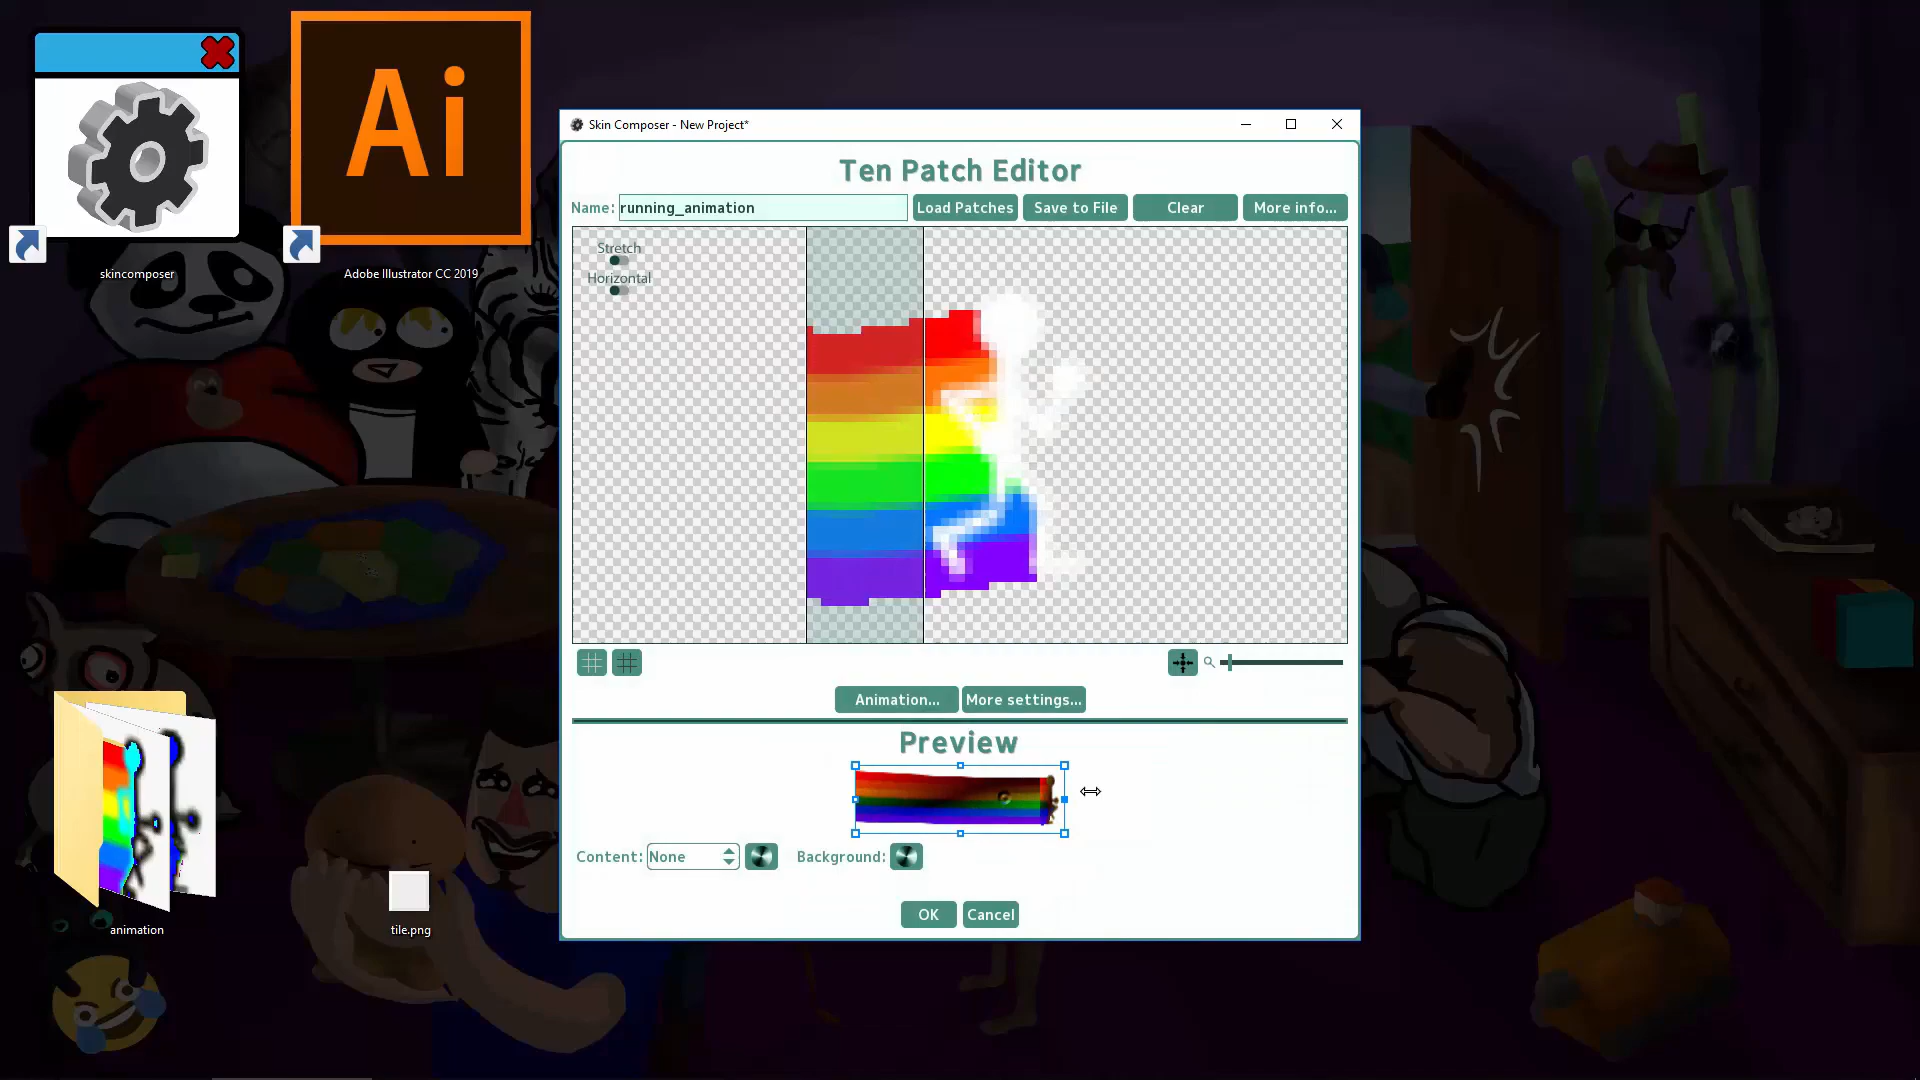 Ai
skincomposer
Adobe Illustrator CC 2019
Skin Composer - New Project*
Ten Patch Editor
Name: running_animation Load Patches Save to File Clear More info...
Stretch
Horizontal
Animation... More settings...
Preview
Content: None Background:
OK Cancel
animation
tile.png